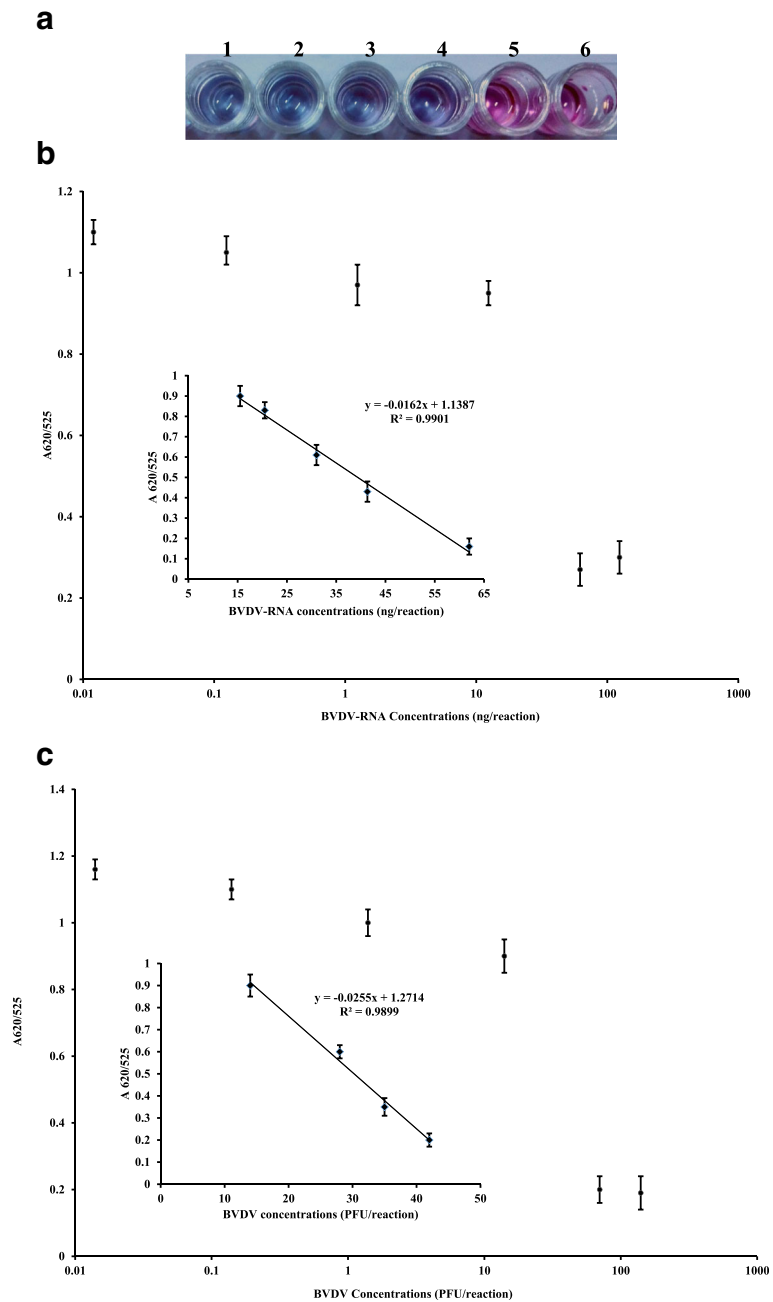 a
1 2 3 4 5 6
b
1.2
1
0.8
0.6
0.4
0.2
0
A620/525
0.01 0.1 1 10 100 1000
BVDV-RNA Concentrations (ng/reaction)
1
0.9
0.8
0.7
0.6
0.5
0.4
0.3
0.2
0.1
0
A 620/525
y = -0.0162x + 1.1387
R² = 0.9901
5 15 25 35 45 55 65
BVDV-RNA concentrations (ng/reaction)
c
1.4
1.2
1
0.8
0.6
0.4
0.2
0
A620/525
0.01 0.1 1 10 100 1000
BVDV Concentrations (PFU/reaction)
1
0.9
0.8
0.7
0.6
0.5
0.4
0.3
0.2
0.1
0
A 620/525
y = -0.0255x + 1.2714
R² = 0.9899
0 10 20 30 40 50
BVDV concentrations (PFU/reaction)